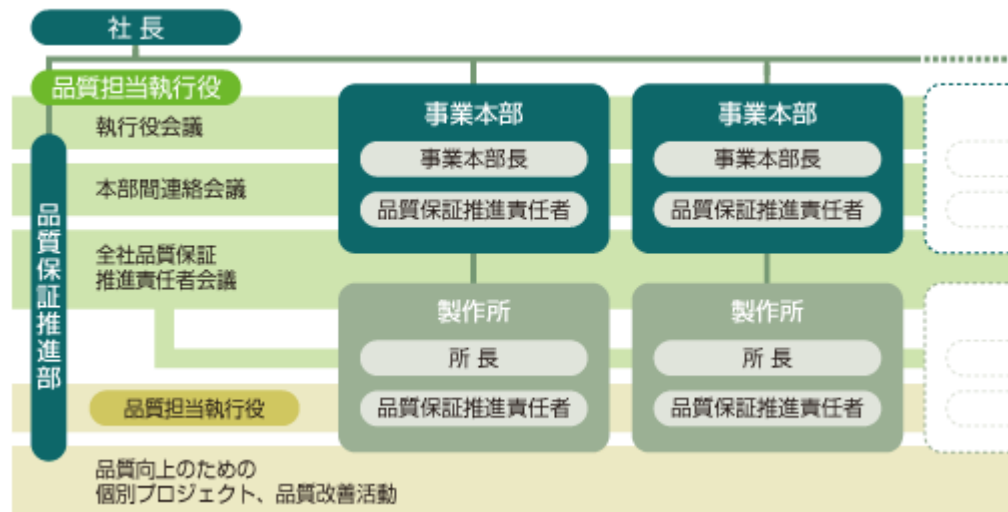 社長
品質担当執行役
執行役会議
本部間連絡会議
全社品質保証
推進責任者会議
品質保証推進部
事業本部
事業本部長
品質保証推進責任者
製作所
所長
品質保証推進責任者
事業本部
事業本部長
品質保証推進責任者
製作所
所長
品質保証推進責任者
品質担当執行役
品質向上のための
個別プロジェクト、品質改善活動